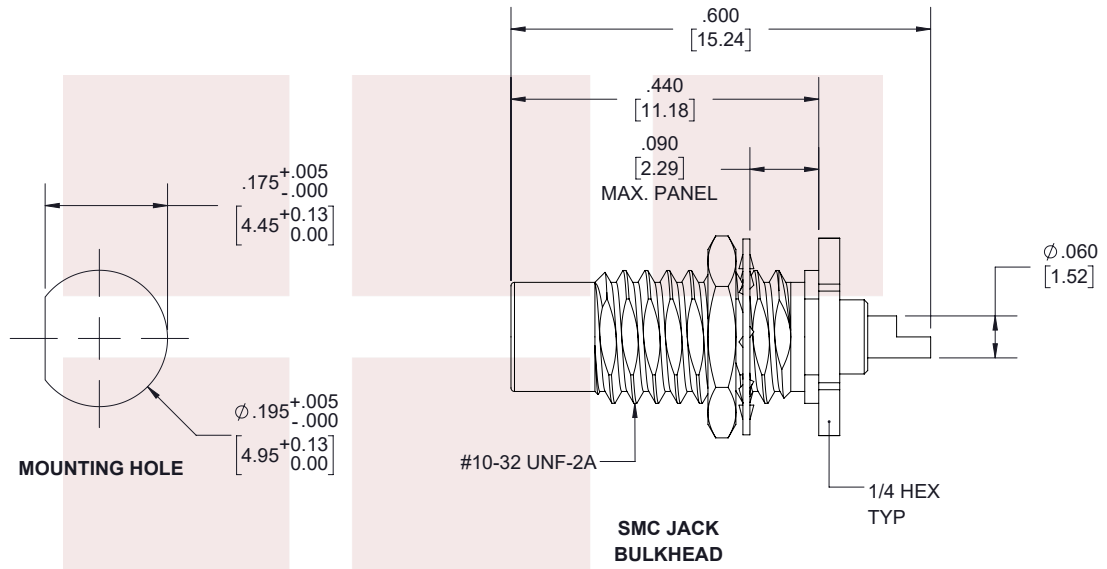 .600
[15.24]
.440
[11.18]
.090
[2.29]
MAX. PANEL
.175 +.005
-.000
[4.45 +0.13
0.00]
⌀.060
[1.52]
⌀.195 +.005
-.000
[4.95 +0.13
0.00]
MOUNTING HOLE
#10-32 UNF-2A
1/4 HEX
TYP
SMC JACK
BULKHEAD